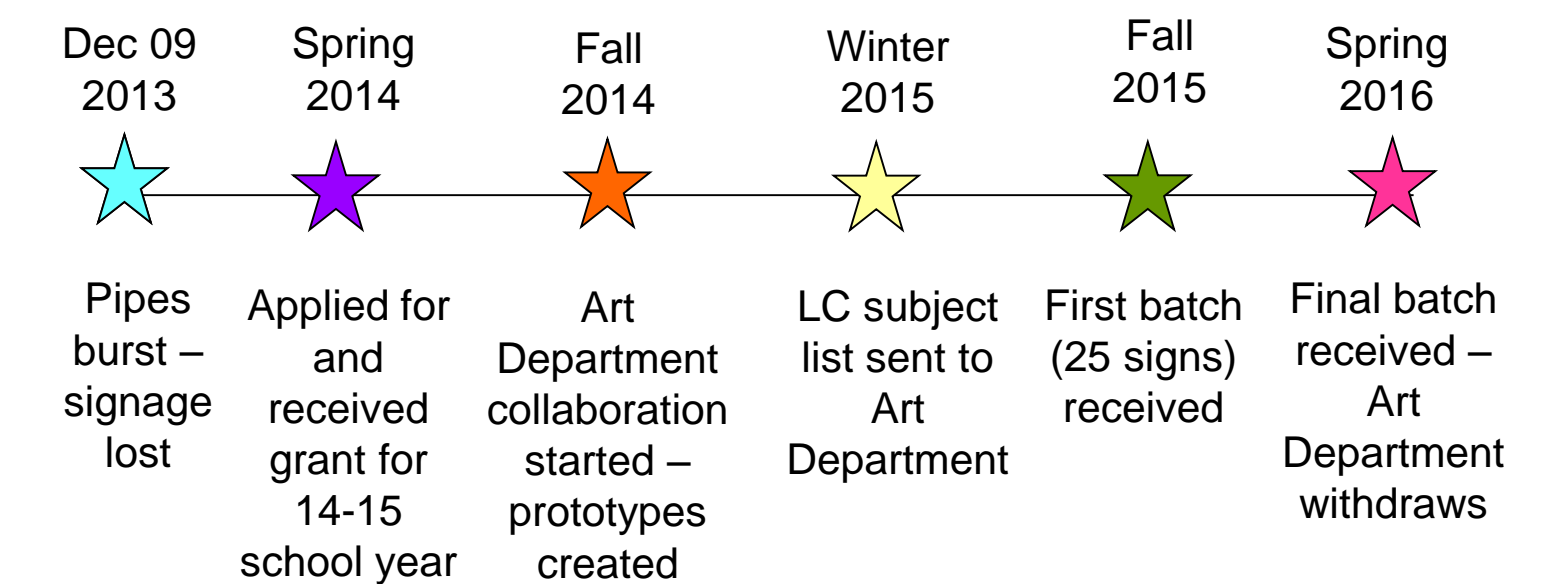 Dec 09
2013
Spring
2014
Fall
2014
Winter
2015
Fall
2015
Spring
2016
Pipes
burst –
signage
lost
Applied for
and
received
grant for
14-15
school year
Art
Department
collaboration
started –
prototypes
created
LC subject
list sent to
Art
Department
First batch
(25 signs)
received
Final batch
received –
Art
Department
withdraws